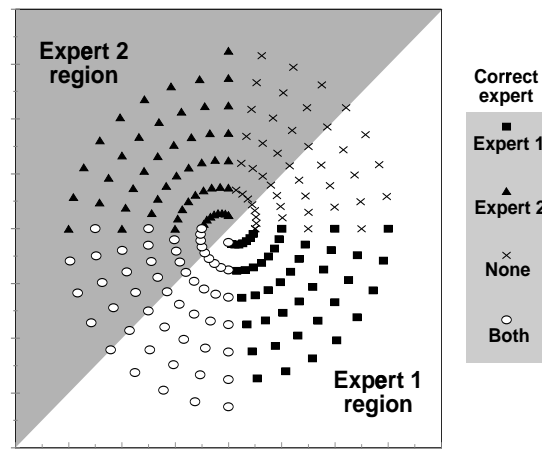 Expert 2
region
Expert 1
region
Correct
expert
Expert 1
Expert 2
None
Both